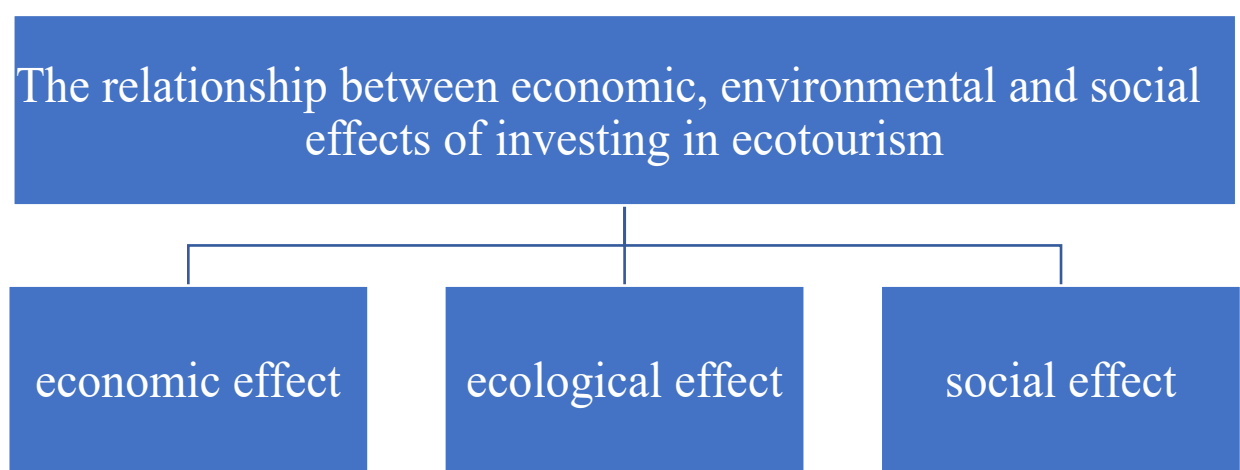 The relationship between economic, environmental and social
effects of investing in ecotourism
economic effect
ecological effect
social effect